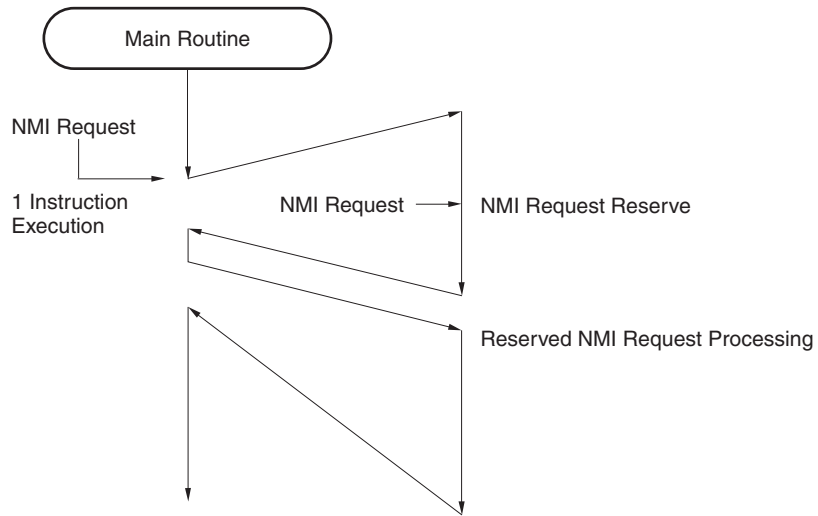 Main Routine
NMI Request
1 Instruction
Execution
NMI Request
NMI Request Reserve
Reserved NMI Request Processing